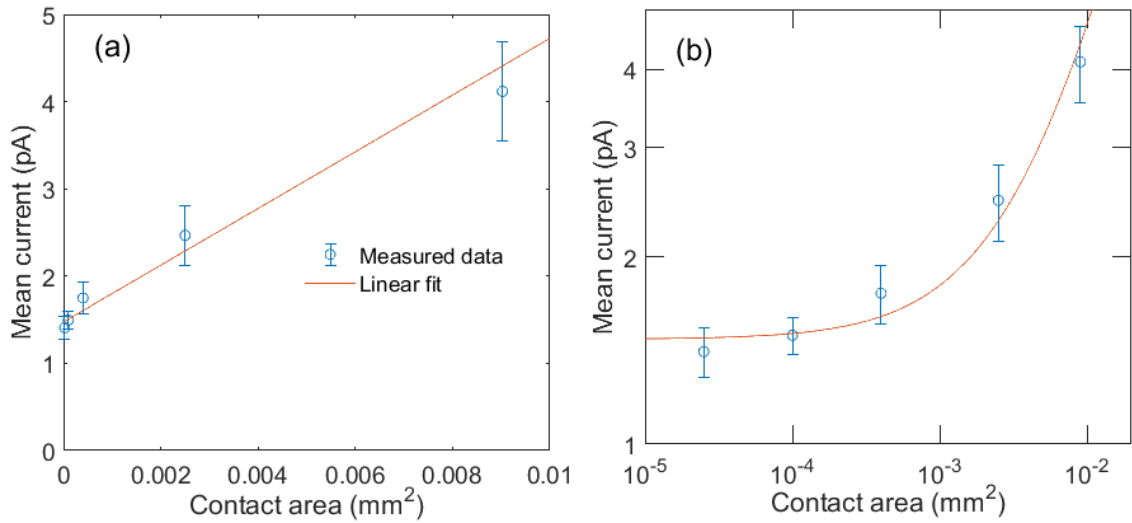 (a)
Mean current (pA)
5
4
3
2
1
0
0 0.002 0.004 0.006 0.008 0.01
Contact area (mm²)
Measured data
Linear fit
(b)
Mean current (pA)
4
3
2
1
10⁻⁵ 10⁻⁴ 10⁻³ 10⁻²
Contact area (mm²)